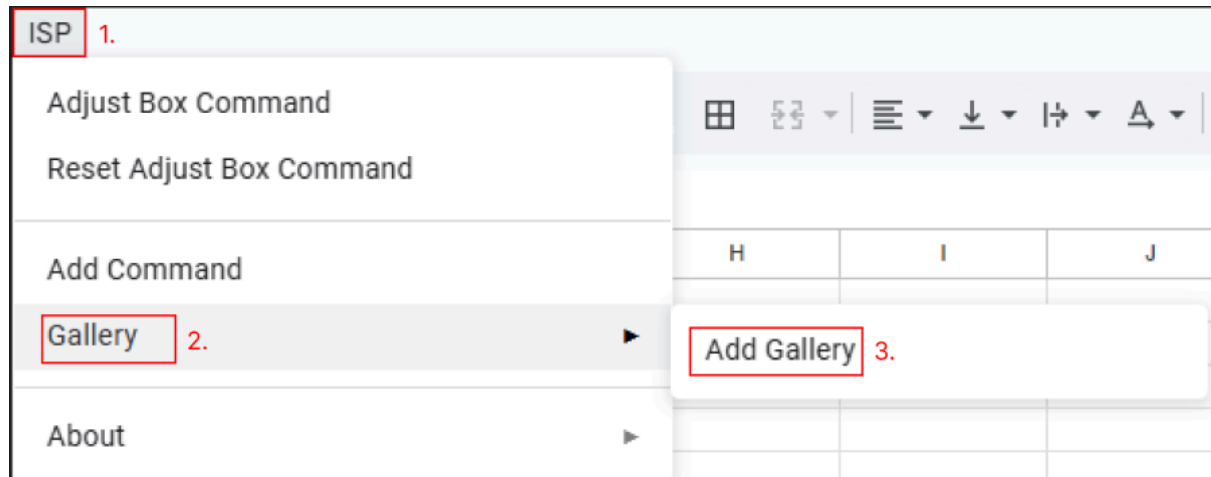 ISP 1.
Adjust Box Command
Reset Adjust Box Command
H I J
Add Command
Gallery 2.
Add Gallery 3.
About